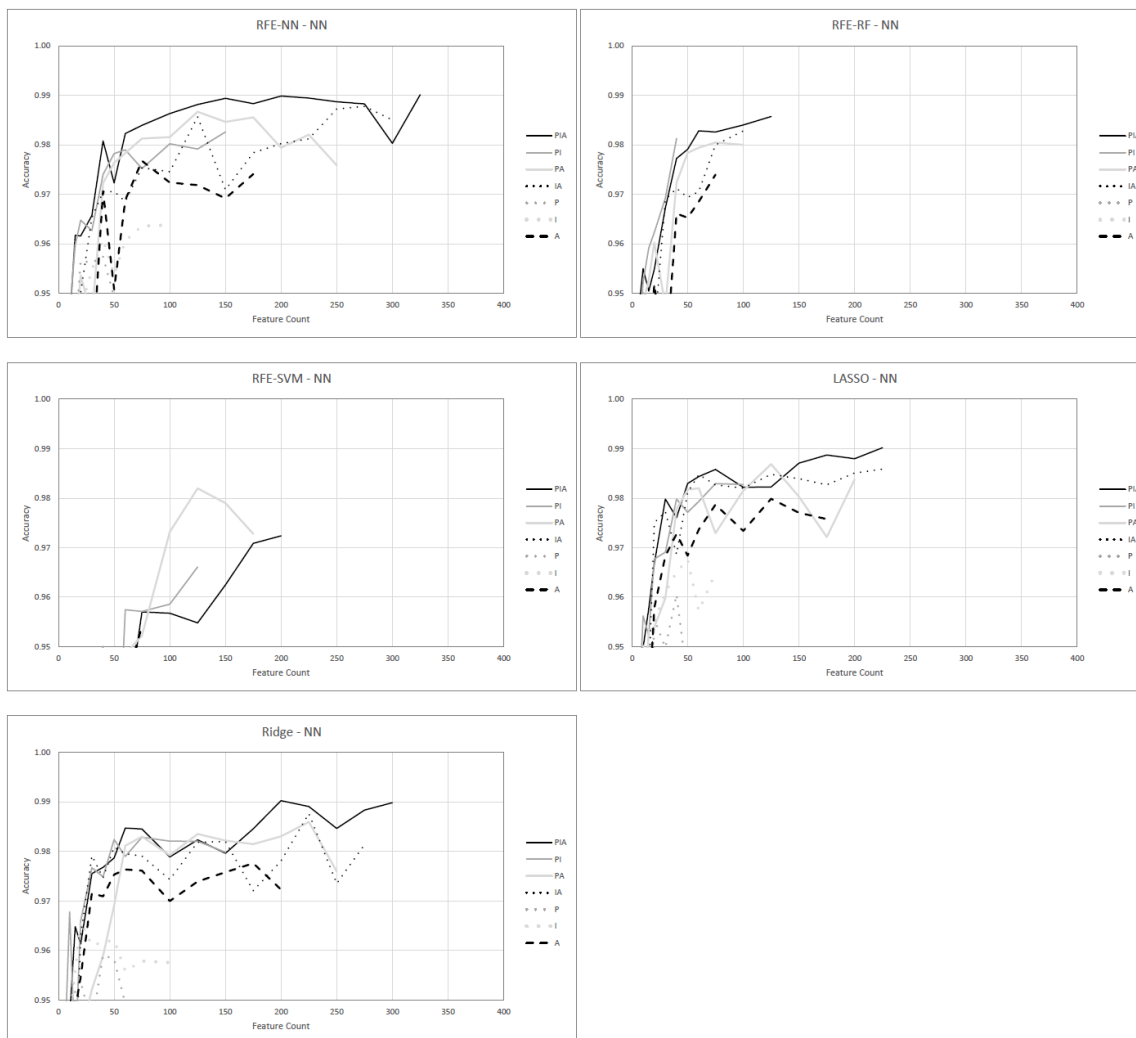 RFE-NN - NN
1.00
0.99
0.98
0.97
0.96
0.95
Accuracy
0 50 100 150 200 250 300 350 400
Feature Count
PIA
PI
PA
IA
P
I
A
RFE-RF - NN
1.00
0.99
0.98
0.97
0.96
0.95
Accuracy
0 50 100 150 200 250 300 350 400
Feature Count
PIA
PI
PA
IA
P
I
A
RFE-SVM - NN
1.00
0.99
0.98
0.97
0.96
0.95
Accuracy
0 50 100 150 200 250 300 350 400
Feature Count
PIA
PI
PA
IA
P
I
A
LASSO - NN
1.00
0.99
0.98
0.97
0.96
0.95
Accuracy
0 50 100 150 200 250 300 350 400
Feature Count
PIA
PI
PA
IA
P
I
A
Ridge - NN
1.00
0.99
0.98
0.97
0.96
0.95
Accuracy
0 50 100 150 200 250 300 350 400
Feature Count
PIA
PI
PA
IA
P
I
A